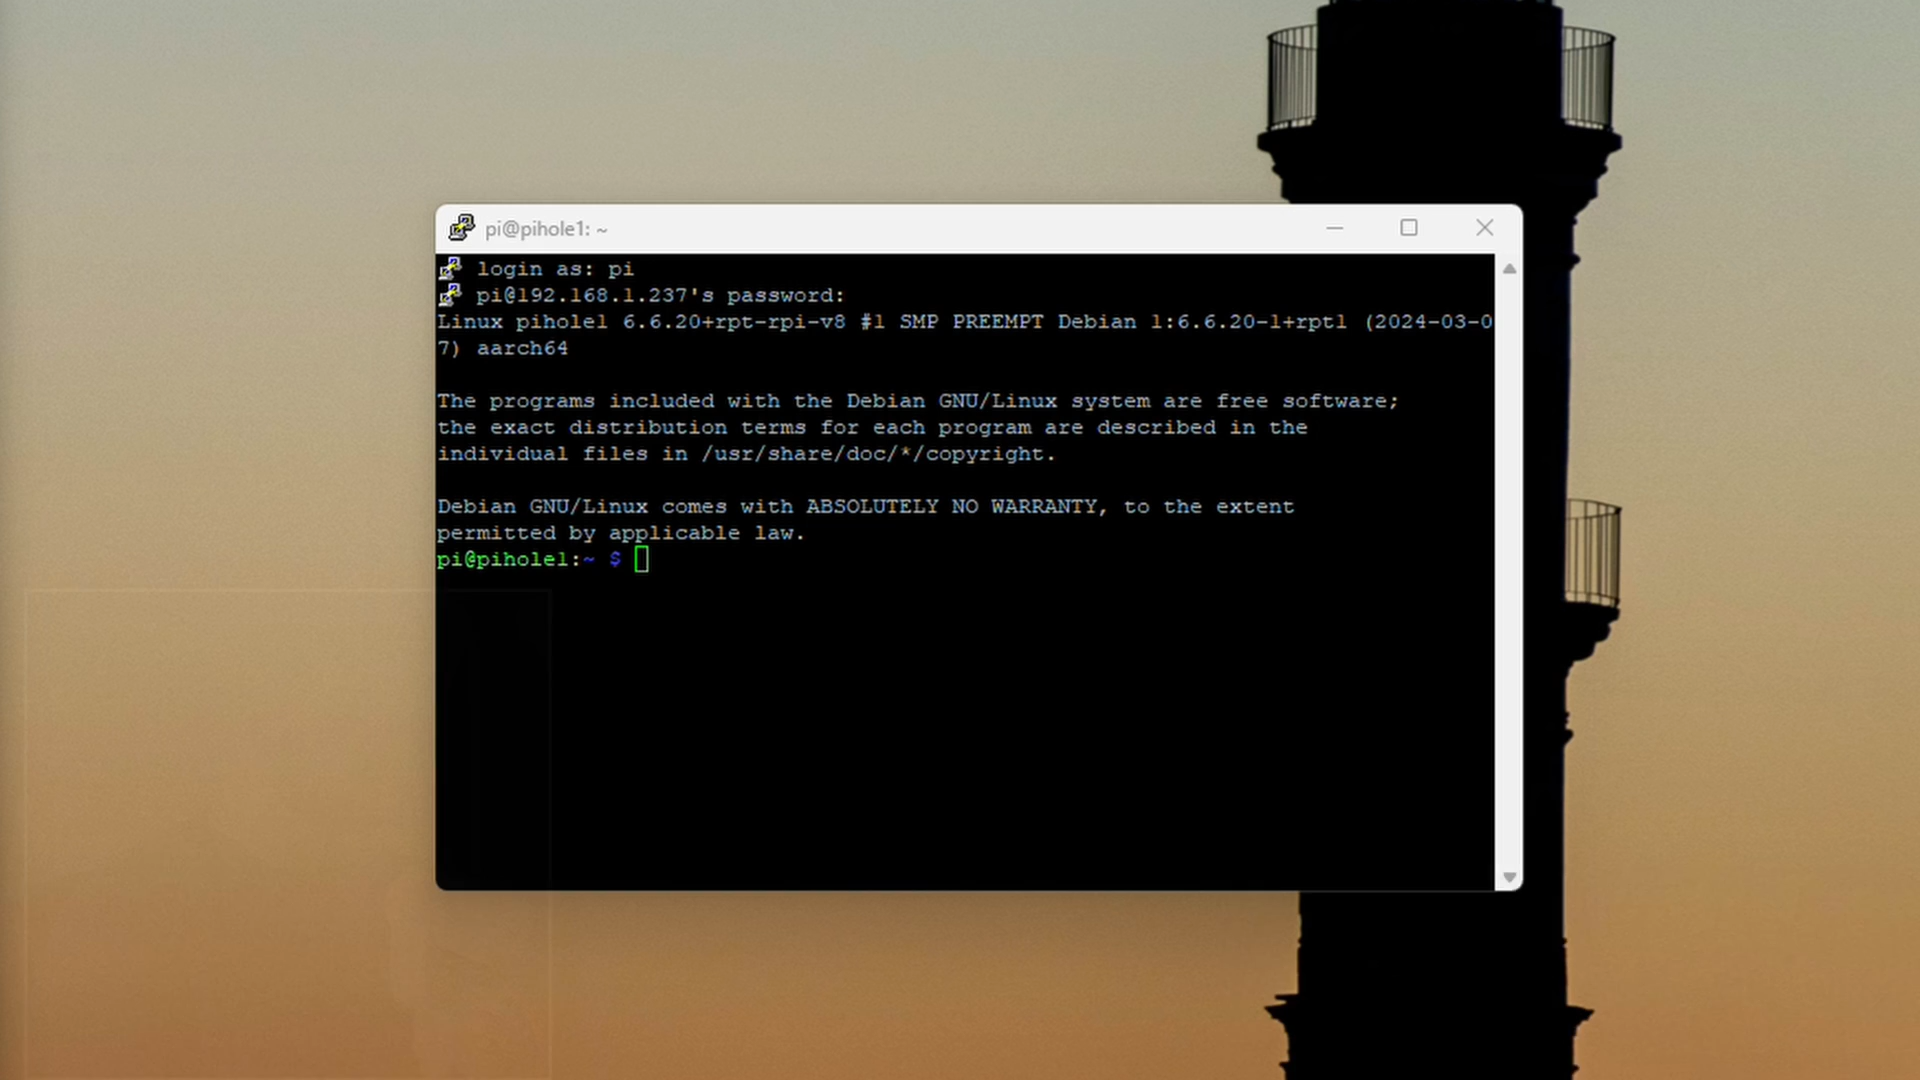 pi@pihole1: ~
login as: pi
pi@192.168.1.237's password:
Linux pihole1 6.6.20+rpt-rpi-v8 #1 SMP PREEMPT Debian 1:6.6.20-1+rpt1 (2024-03-0
7) aarch64
The programs included with the Debian GNU/Linux system are free software;
the exact distribution terms for each program are described in the
individual files in /usr/share/doc/*/copyright.
Debian GNU/Linux comes with ABSOLUTELY NO WARRANTY, to the extent
permitted by applicable law.
pi@pihole1:~ $